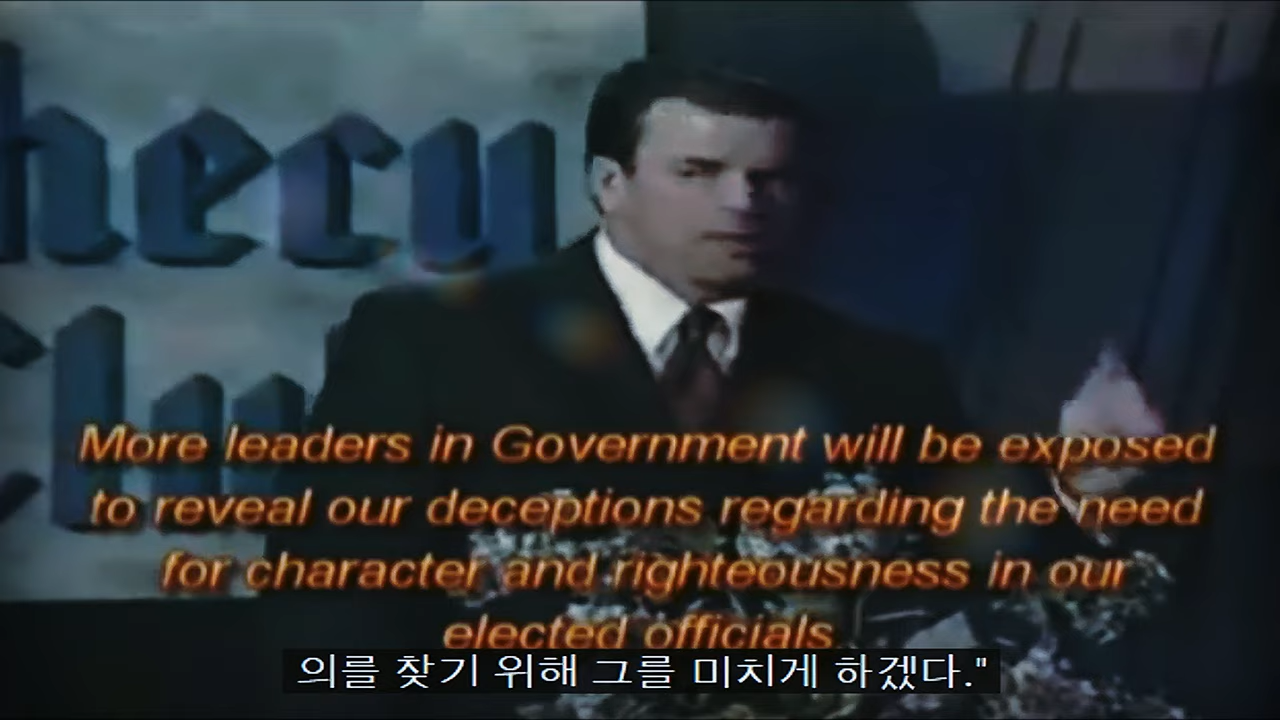 hecy
More leaders in Government will be exposed
to reveal our deceptions regarding the need
for character and righteousness in our
elected officials
의를 찾기 위해 그를 미치게 하겠다."